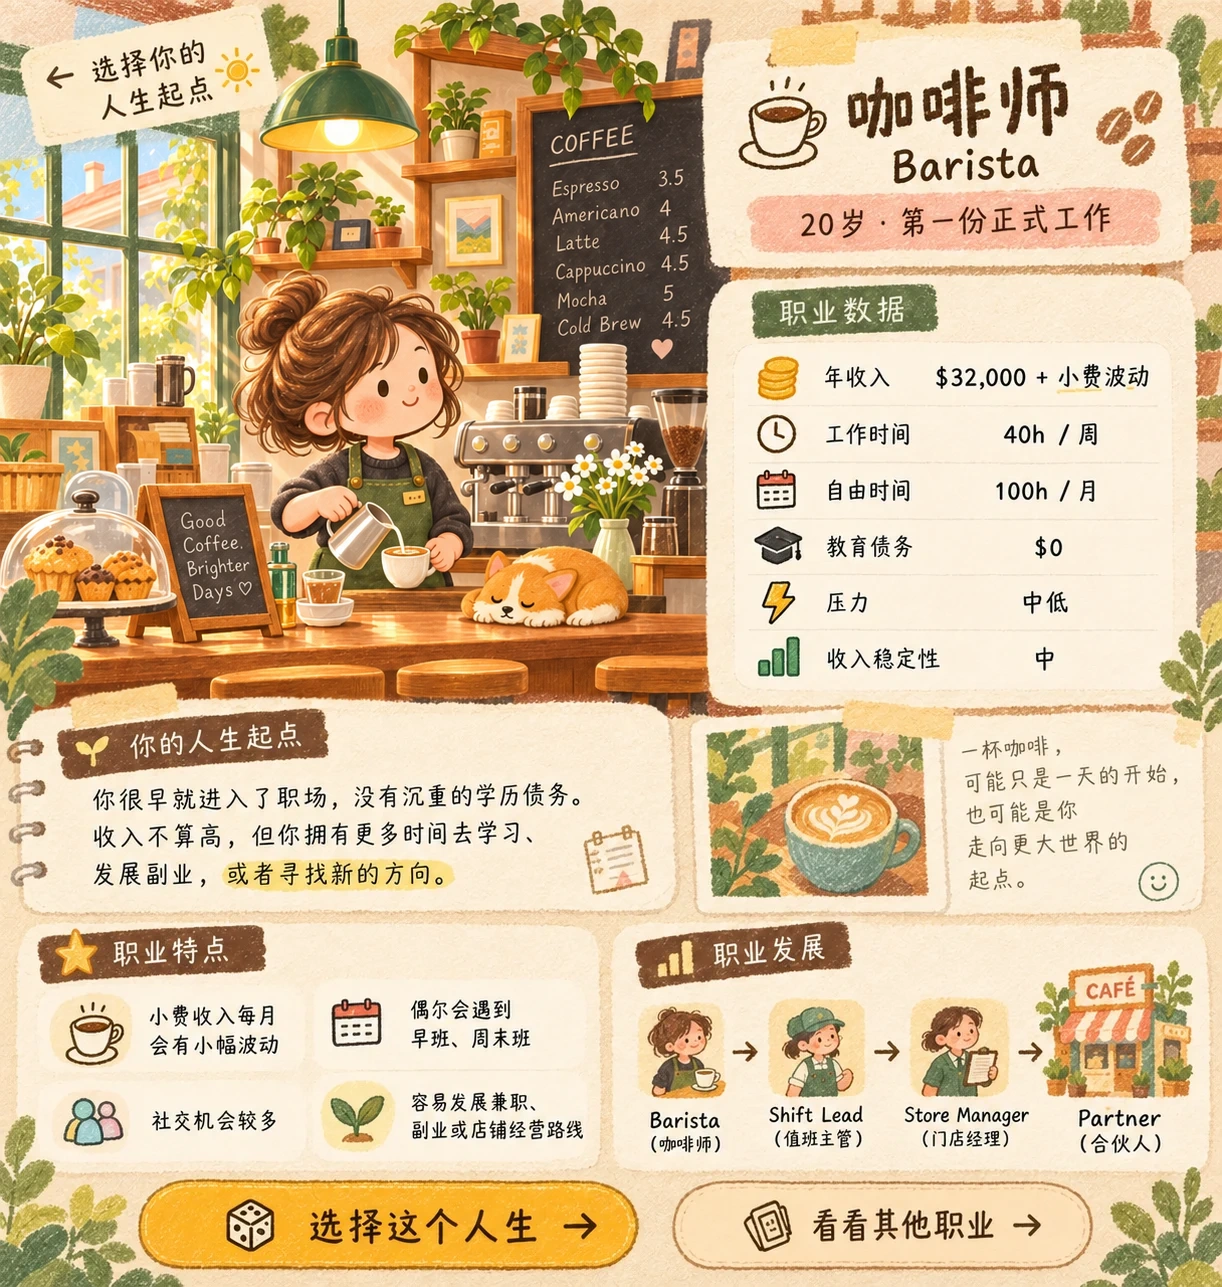 ← 选择你的
人生起点
COFFEE
Espresso 3.5
Americano 4
Latte 4.5
Cappuccino 4.5
Mocha 5
Cold Brew 4.5
Good
Coffee,
Brighter
Days ♡
咖啡师
Barista
20岁 · 第一份正式工作
职业数据
年收入 $32,000 + 小费波动
工作时间 40h / 周
自由时间 100h / 月
教育债务 $0
压力 中低
收入稳定性 中
你的人生起点
你很早就进入了职场，没有沉重的学历债务。
收入不算高，但你拥有更多时间去学习、
发展副业，或者寻找新的方向。
一杯咖啡，
可能只是一天的开始，
也可能是你
走向更大世界的
起点。
职业特点
小费收入每月
会有小幅波动
偶尔会遇到
早班、周末班
社交机会较多
容易发展兼职、
副业或店铺经营路线
职业发展
CAFÉ
Barista
（咖啡师）
Shift Lead
（值班主管）
Store Manager
（门店经理）
Partner
（合伙人）
选择这个人生 →
看看其他职业 →